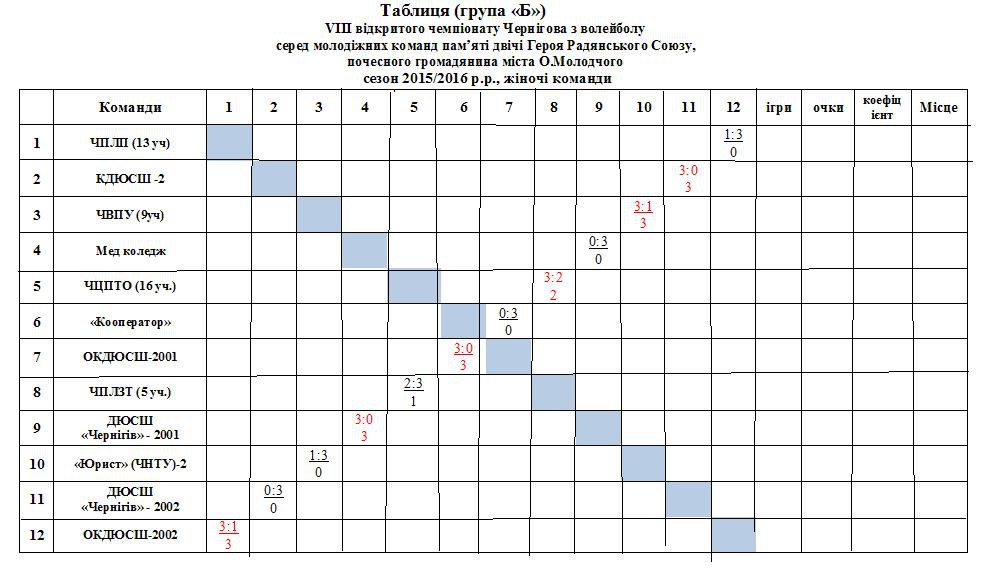 Таблиця (група «Б»)
VIII відкритого чемпіонату Чернігова з волейболу
серед молодіжних команд пам’яті двічі Героя Радянського Союзу,
почесного громадянина міста О.Молодчого
сезон 2015/2016 р.р., жіночі команди
Команди 1 2 3 4 5 6 7 8 9 10 11 12 ігри очки коефіц Місце
ієнт
1 ЧПЛП (13 уч) 1:3
0
2 КДЮСШ -2 3:0
3
3 ЧВПУ (9уч) 3:1
3
4 Мед коледж 0:3
0
5 ЧЦПТО (16 уч.) 3:2
2
6 «Кооператор» 0:3
0
7 ОКДЮСШ-2001 3:0
3
8 ЧПЛЗТ (5 уч.) 2:3
1
9 ДЮСШ 3:0
«Чернігів» - 2001 3
10 «Юрист» (ЧНТУ)-2 1:3
0
11 ДЮСШ 0:3
«Чернігів» - 2002 0
12 ОКДЮСШ-2002 3:1
3